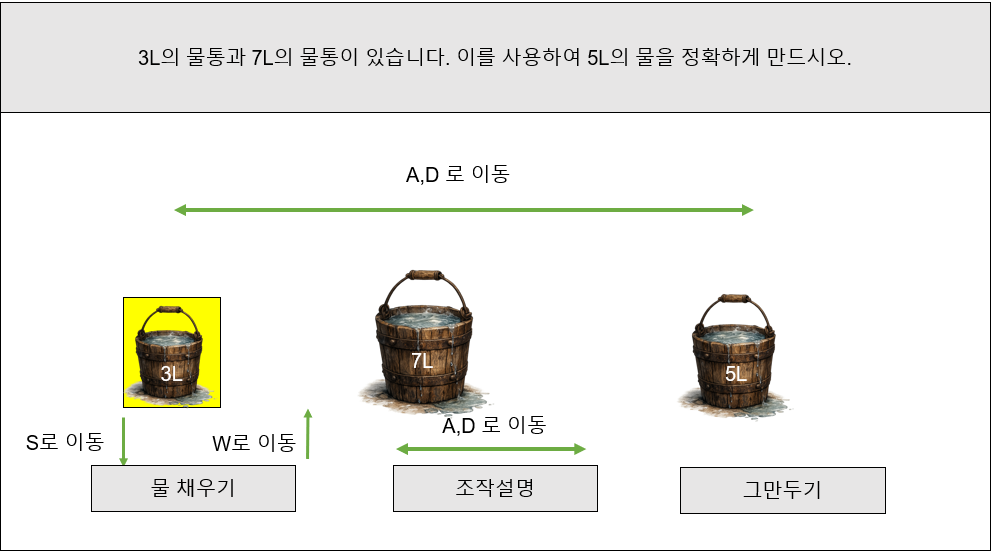 3L의 물통과 7L의 물통이 있습니다. 이를 사용하여 5L의 물을 정확하게 만드시오.
A,D 로 이동
3L
7L
5L
S로 이동
W로 이동
A,D 로 이동
물 채우기
조작설명
그만두기